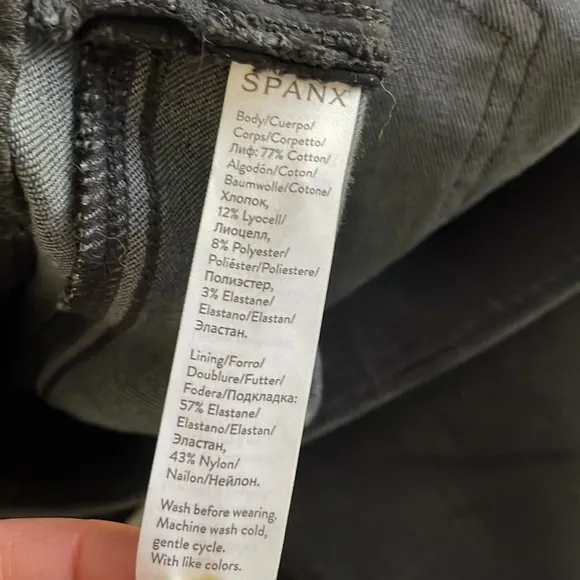 SPANX
Body/Cuerpo/
Corps/Corpetto/
Лиф: 77% Cotton/
Algodón/Coton/
Baumwolle/Cotone/
Хлопок,
12% Lyocell/
Лиоцелл,
8% Polyester/
Poliéster/Poliestere/
Полиэстер,
3% Elastane/
Elastano/Elastan/
Эластан.
Lining/Forro/
Doublure/Futter/
Fodera/Подкладка:
57% Elastane/
Elastano/Elastan/
Эластан,
43% Nylon/
Nailon/Нейлон.
Wash before wearing.
Machine wash cold,
gentle cycle.
With like colors.